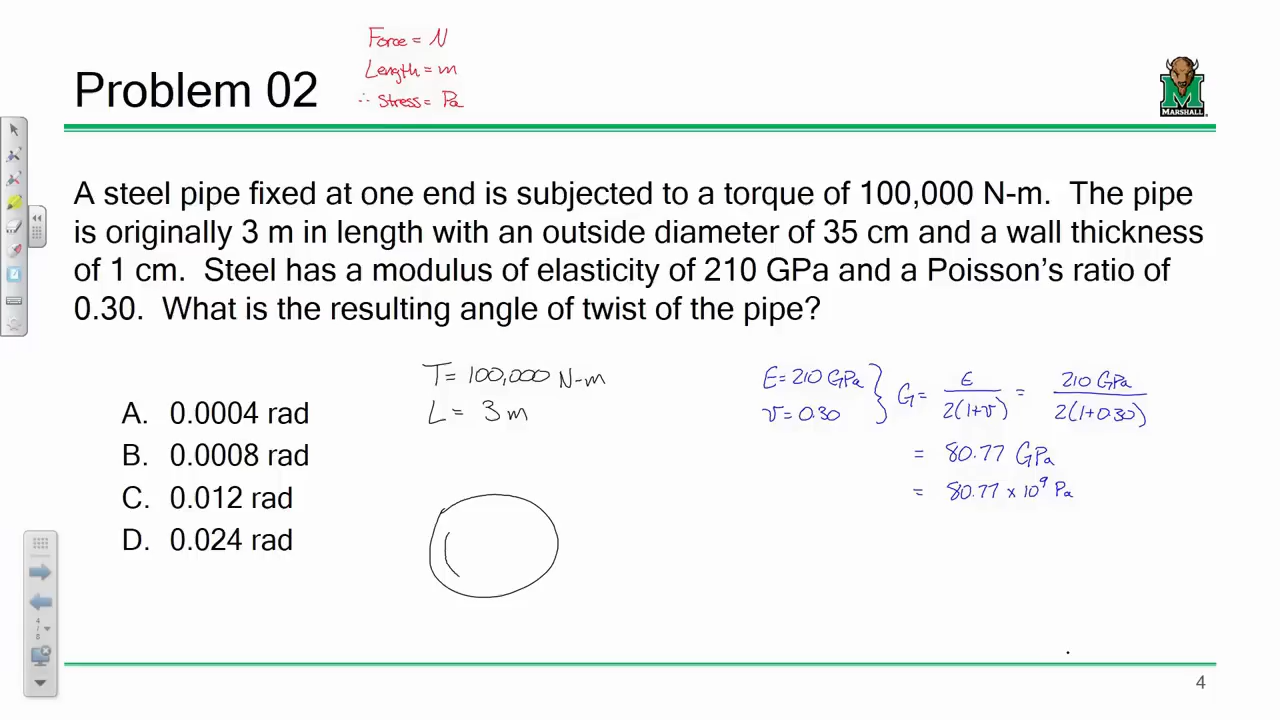 Force = N
Length = m
∴ Stress = Pa
Problem 02
MARSHALL
A steel pipe fixed at one end is subjected to a torque of 100,000 N-m. The pipe
is originally 3 m in length with an outside diameter of 35 cm and a wall thickness
of 1 cm. Steel has a modulus of elasticity of 210 GPa and a Poisson's ratio of
0.30. What is the resulting angle of twist of the pipe?
A. 0.0004 rad
B. 0.0008 rad
C. 0.012 rad
D. 0.024 rad
T = 100,000 N-m
L = 3 m
E = 210 GPa
v = 0.30
G = E / 2(1+v) = 210 GPa / 2(1+0.30)
= 80.77 GPa
= 80.77 × 10⁹ Pa
4
/
8
4